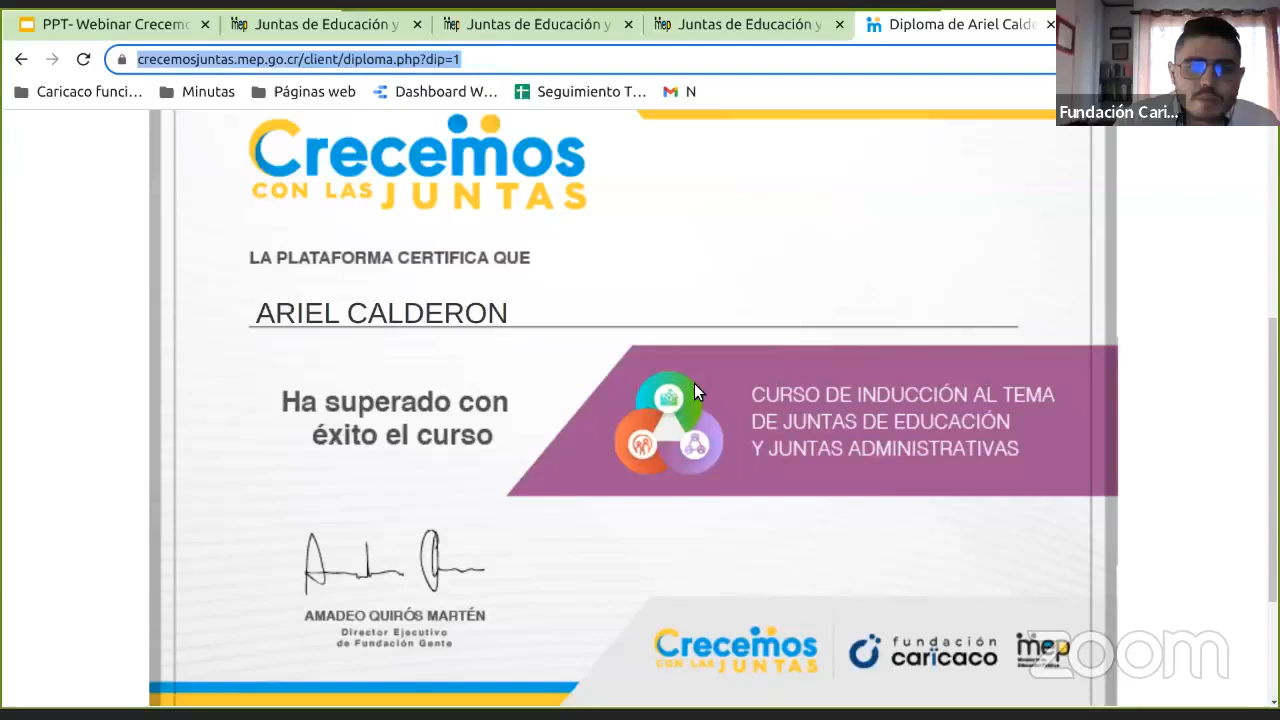 PPT- Webinar Crecem
Juntas de Educación y
Juntas de Educación y
Juntas de Educación y
Diploma de Ariel Calde
crecemosjuntas.mep.go.cr/client/diploma.php?dip=1
Caricaco funci...
Minutas
Páginas web
Dashboard W...
Seguimiento T...
N
Fundación Cari...
Crecemos
CON LAS JUNTAS
LA PLATAFORMA CERTIFICA QUE
ARIEL CALDERON
Ha superado con
éxito el curso
CURSO DE INDUCCIÓN AL TEMA
DE JUNTAS DE EDUCACIÓN
Y JUNTAS ADMINISTRATIVAS
AMADEO QUIRÓS MARTÉN
Director Ejecutivo
de Fundación Gente
Crecemos
CON LAS JUNTAS
fundación
caricaco
mep
zoom